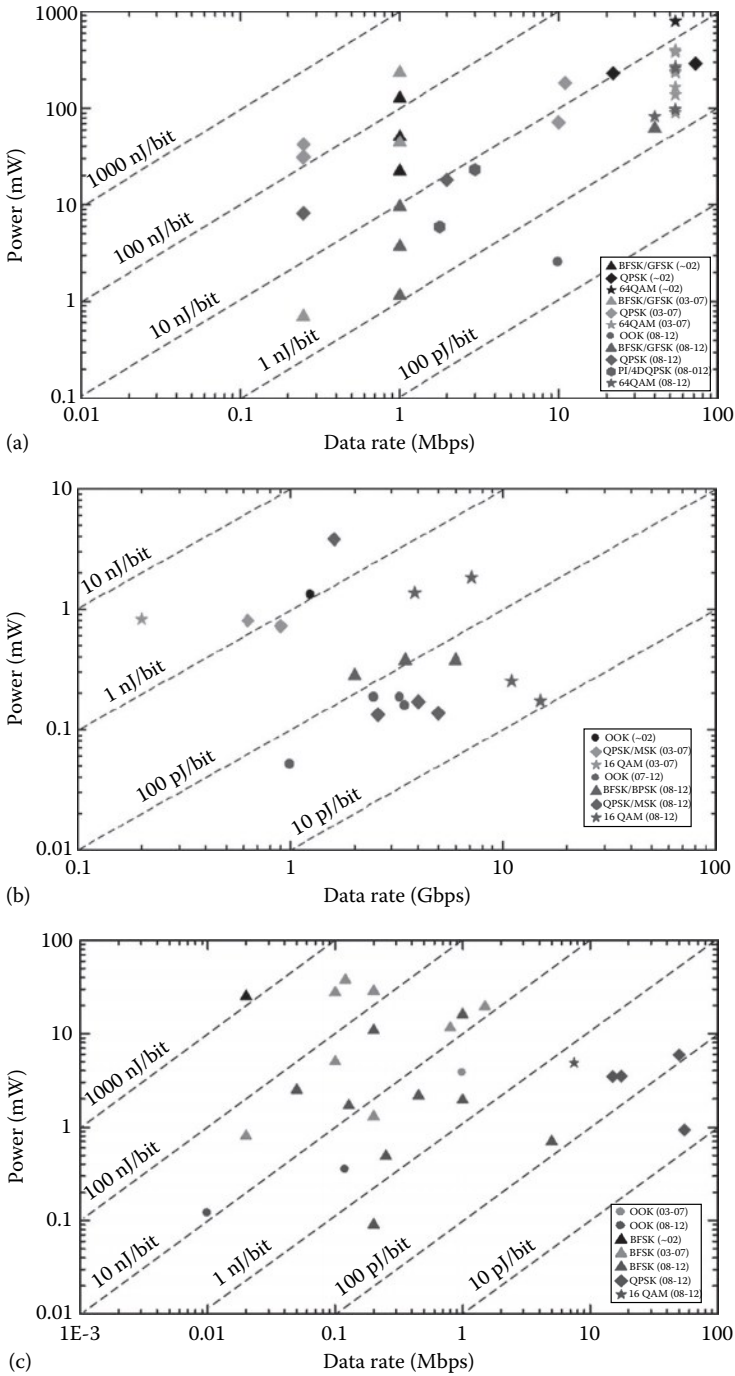 1000
100
10
1
0.1
Power (mW)
1000 nJ/bit
100 nJ/bit
10 nJ/bit
1 nJ/bit
100 pJ/bit
BFSK/GFSK (~02)
QPSK (~02)
64QAM (~02)
BFSK/GFSK (03-07)
QPSK (03-07)
64QAM (03-07)
OOK (08-12)
BFSK/GFSK (08-12)
QPSK (08-12)
PI/4DQPSK (08-012)
64QAM (08-12)
0.01
0.1
1
10
100
(a)
Data rate (Mbps)
10
1
0.1
0.01
Power (mW)
10 nJ/bit
1 nJ/bit
100 pJ/bit
10 pJ/bit
OOK (~02)
QPSK/MSK (03-07)
16 QAM (03-07)
OOK (07-12)
BFSK/BPSK (08-12)
QPSK/MSK (08-12)
16 QAM (08-12)
0.1
1
10
100
(b)
Data rate (Gbps)
100
10
1
0.1
0.01
Power (mW)
1000 nJ/bit
100 nJ/bit
10 nJ/bit
1 nJ/bit
100 pJ/bit
10 pJ/bit
OOK (03-07)
OOK (08-12)
BFSK (~02)
BFSK (03-07)
BFSK (08-12)
QPSK (08-12)
16 QAM (08-12)
1E-3
0.01
0.1
1
10
100
(c)
Data rate (Mbps)